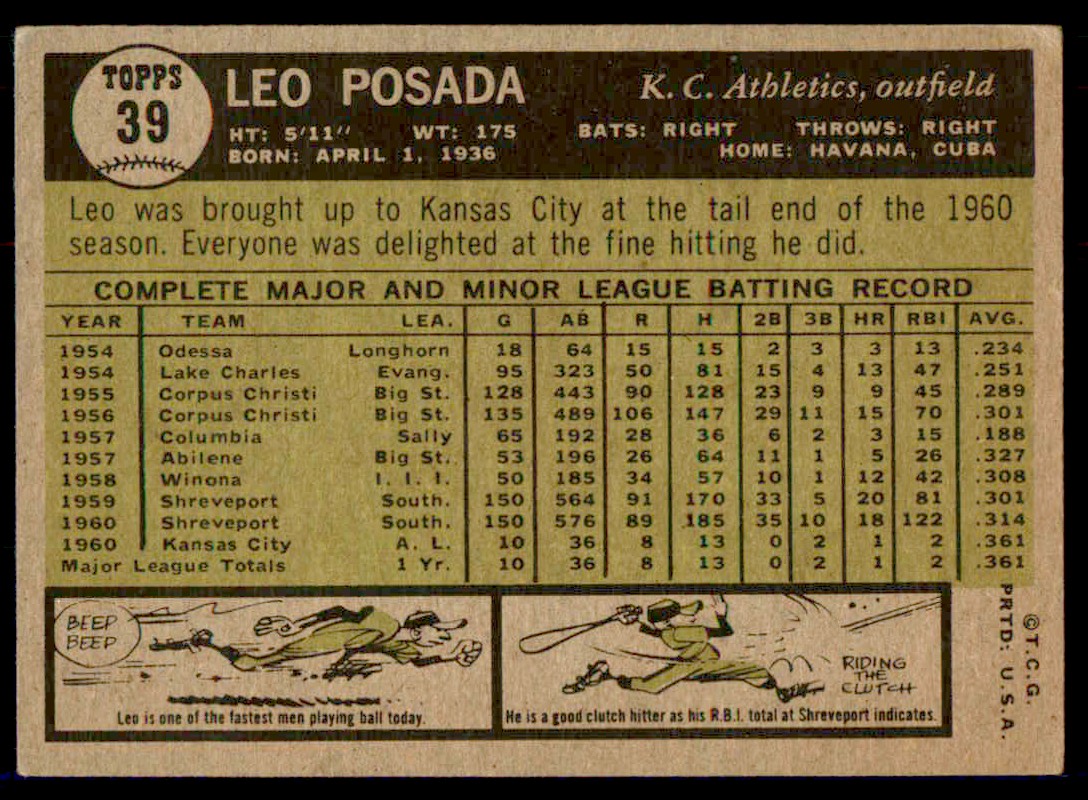 TOPPS
39
LEO POSADA
K. C. Athletics, outfield
HT: 5'11" WT: 175 BATS: RIGHT THROWS: RIGHT
BORN: APRIL 1, 1936 HOME: HAVANA, CUBA
Leo was brought up to Kansas City at the tail end of the 1960
season. Everyone was delighted at the fine hitting he did.
COMPLETE MAJOR AND MINOR LEAGUE BATTING RECORD
YEAR TEAM LEA. G AB R H 2B 3B HR RBI AVG.
1954 Odessa Longhorn 18 64 15 15 2 3 3 13 .234
1954 Lake Charles Evang. 95 323 50 81 15 4 13 47 .251
1955 Corpus Christi Big St. 128 443 90 128 23 9 9 45 .289
1956 Corpus Christi Big St. 135 489 106 147 29 11 15 70 .301
1957 Columbia Sally 65 192 28 36 6 2 3 15 .188
1957 Abilene Big St. 53 196 26 64 11 1 5 26 .327
1958 Winona I. I. I. 50 185 34 57 10 1 12 42 .308
1959 Shreveport South. 150 564 91 170 33 5 20 81 .301
1960 Shreveport South. 150 576 89 185 35 10 18 122 .314
1960 Kansas City A. L. 10 36 8 13 0 2 1 2 .361
Major League Totals 1 Yr. 10 36 8 13 0 2 1 2 .361
BEEP
BEEP
Leo is one of the fastest men playing ball today.
RIDING
THE
CLUTCH
He is a good clutch hitter as his R.B.I. total at Shreveport indicates.
©T.C.G.
PRTD: U.S.A.